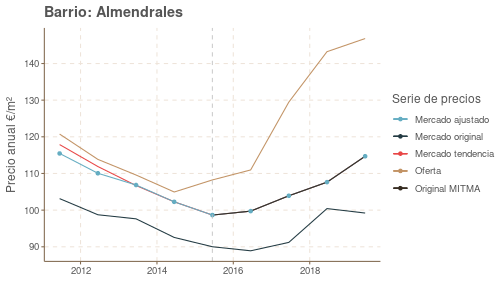 Barrio: Almendrales
Precio anual €/m²
140
130
120
110
100
90
2012
2014
2016
2018
Serie de precios
Mercado ajustado
Mercado original
Mercado tendencia
Oferta
Original MITMA